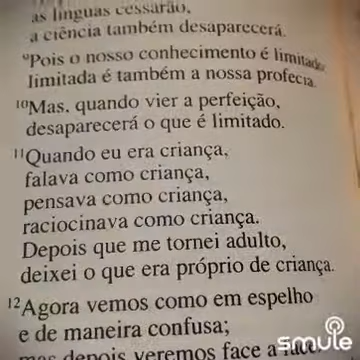 as línguas cessarão,
a ciência também desaparecerá.
⁹Pois o nosso conhecimento é limitado;
limitada é também a nossa profecia.
¹⁰Mas, quando vier a perfeição,
desaparecerá o que é limitado.
¹¹Quando eu era criança,
falava como criança,
pensava como criança,
raciocinava como criança.
Depois que me tornei adulto,
deixei o que era próprio de criança.
¹²Agora vemos como em espelho
e de maneira confusa;
mas depois veremos face a face.
smule